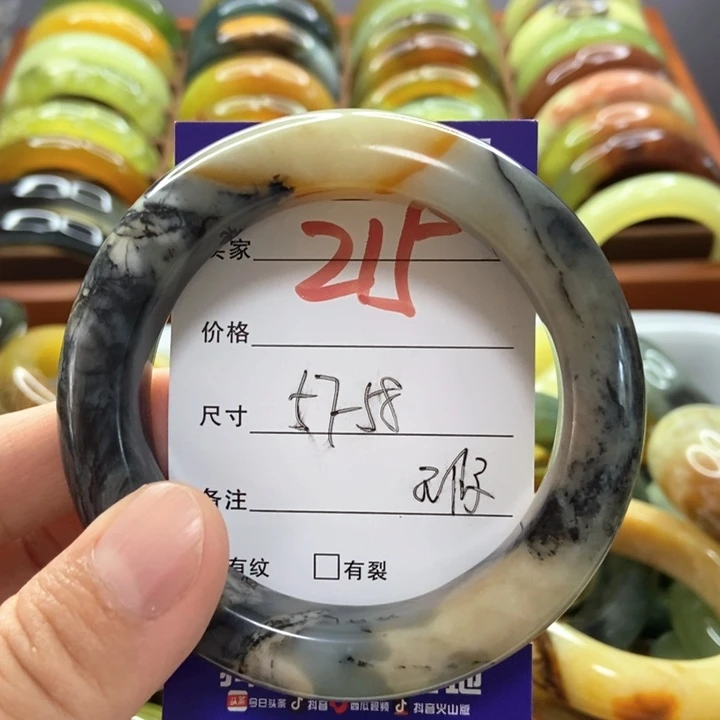 家
215
价格
尺寸 57-58
备注
有纹 □有裂
今日头条 抖音 西瓜视频 抖音火山版